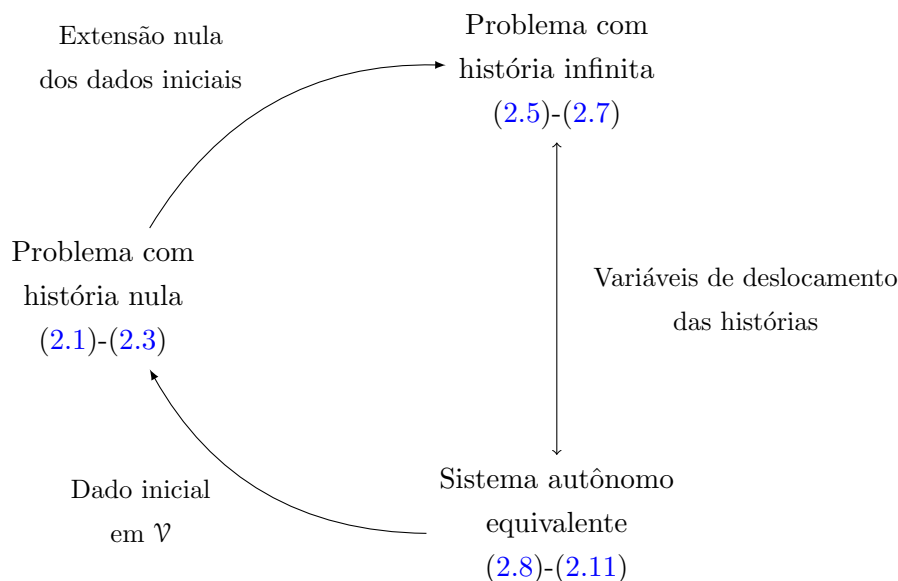 Extensão nula
dos dados iniciais
Problema com
história infinita
(2.5)-(2.7)
Problema com
história nula
(2.1)-(2.3)
Variáveis de deslocamento
das histórias
Dado inicial
em 𝒱
Sistema autônomo
equivalente
(2.8)-(2.11)